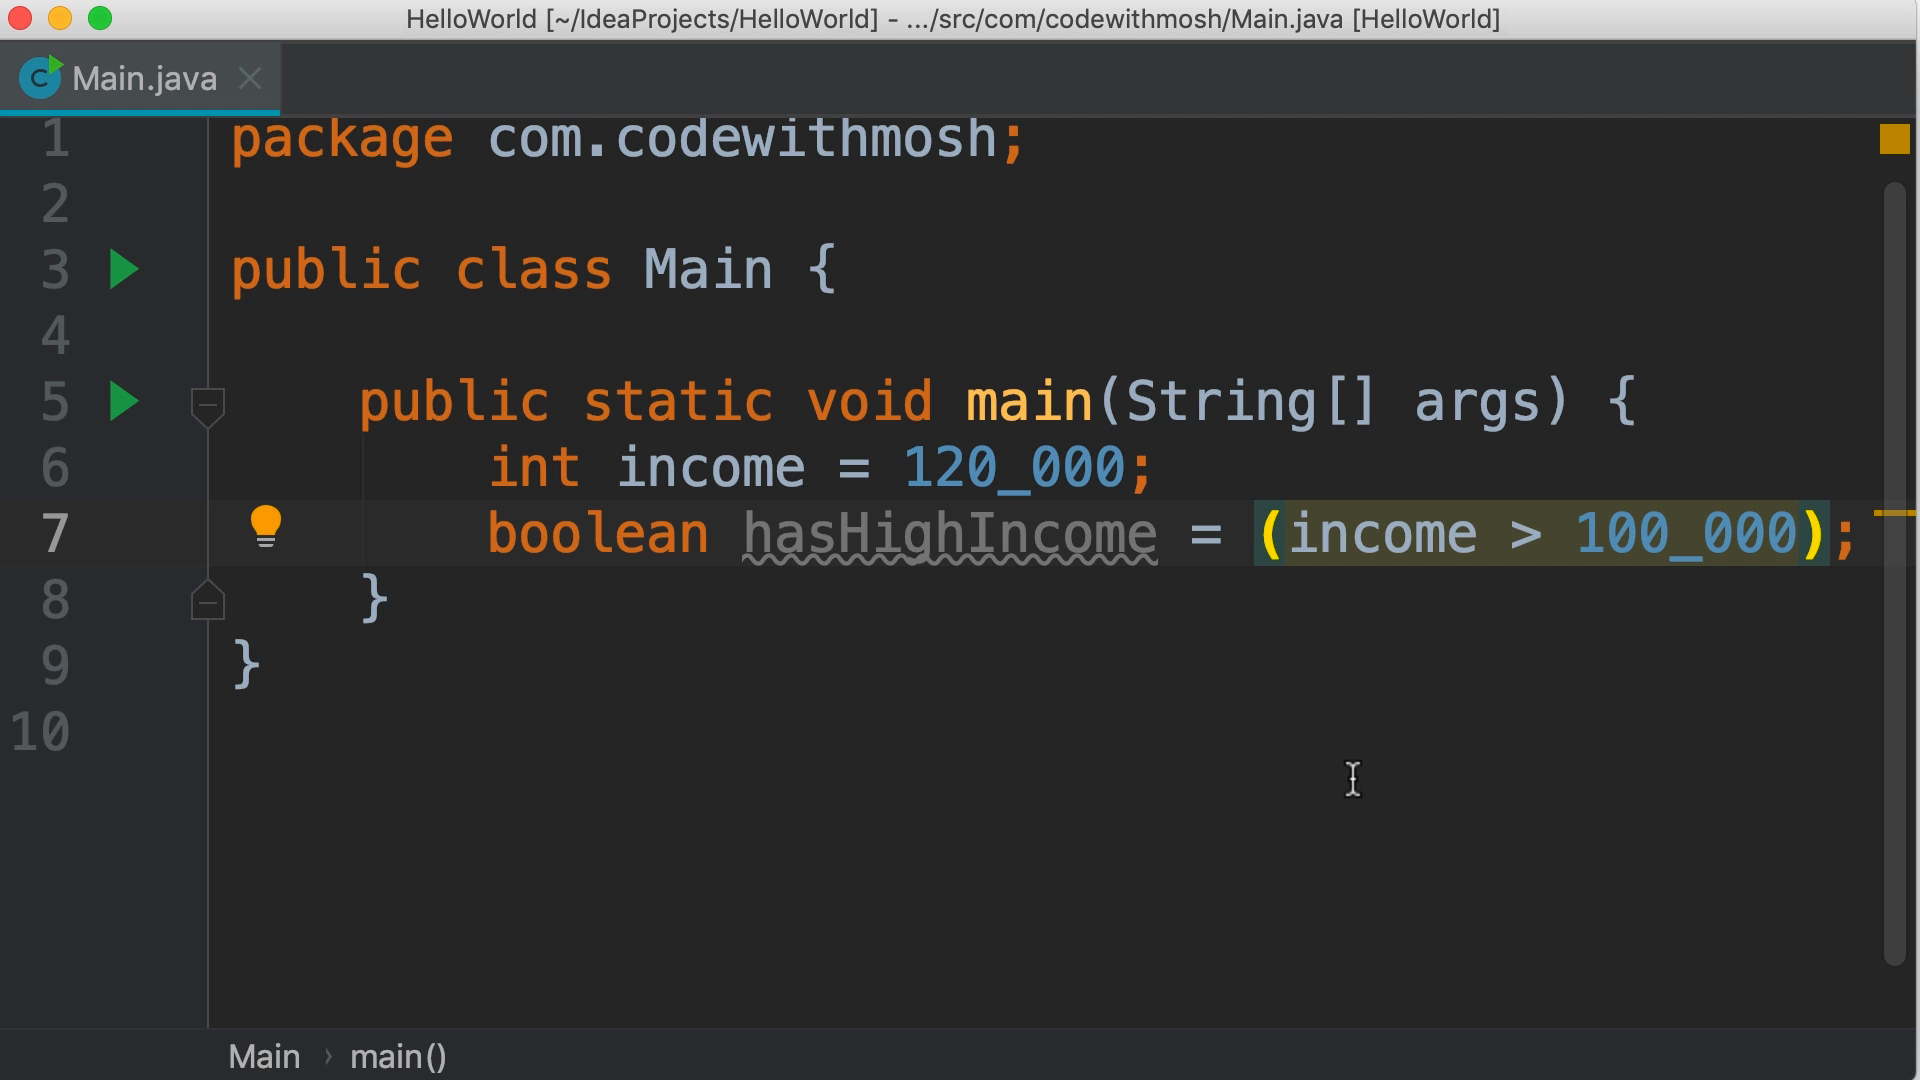 HelloWorld [~/IdeaProjects/HelloWorld] - .../src/com/codewithmosh/Main.java [HelloWorld]
C Main.java
1 package com.codewithmosh;
2
3 public class Main {
4
5 public static void main(String[] args) {
6 int income = 120_000;
7 boolean hasHighIncome = (income > 100_000);
8 }
9 }
10
Main › main()